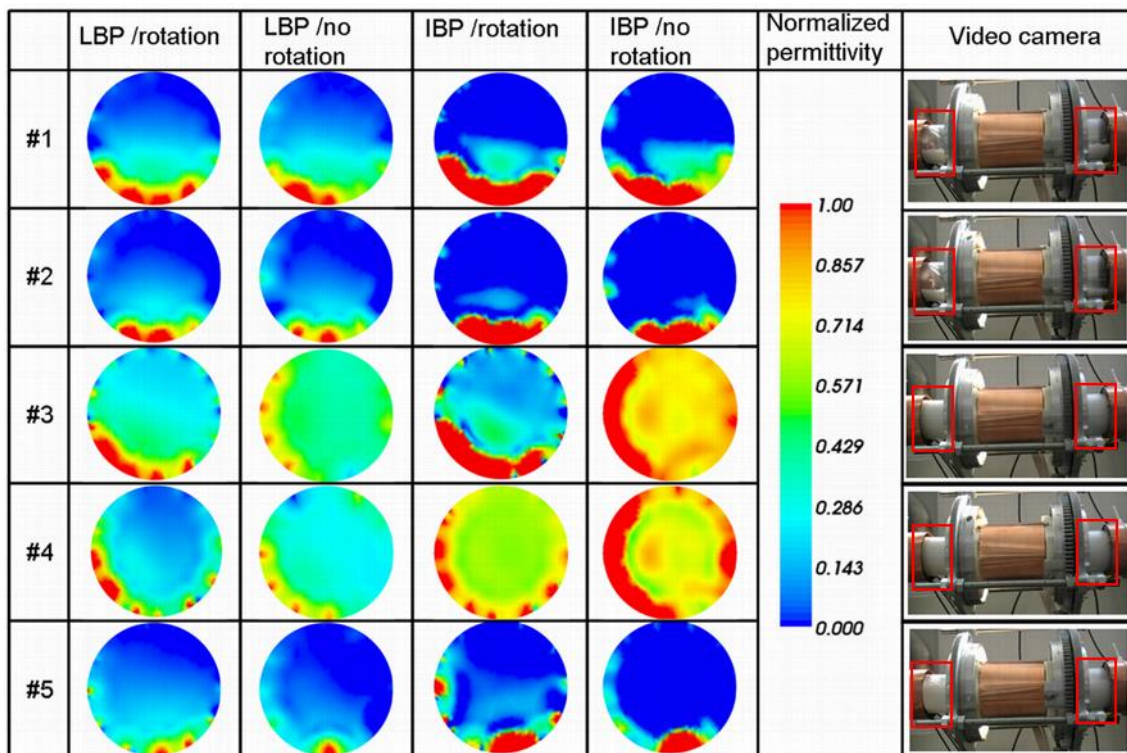 LBP /rotation
LBP /no
rotation
IBP /rotation
IBP /no
rotation
Normalized
permittivity
Video camera
#1
#2
#3
#4
#5
1.00
0.857
0.714
0.571
0.429
0.286
0.143
0.000